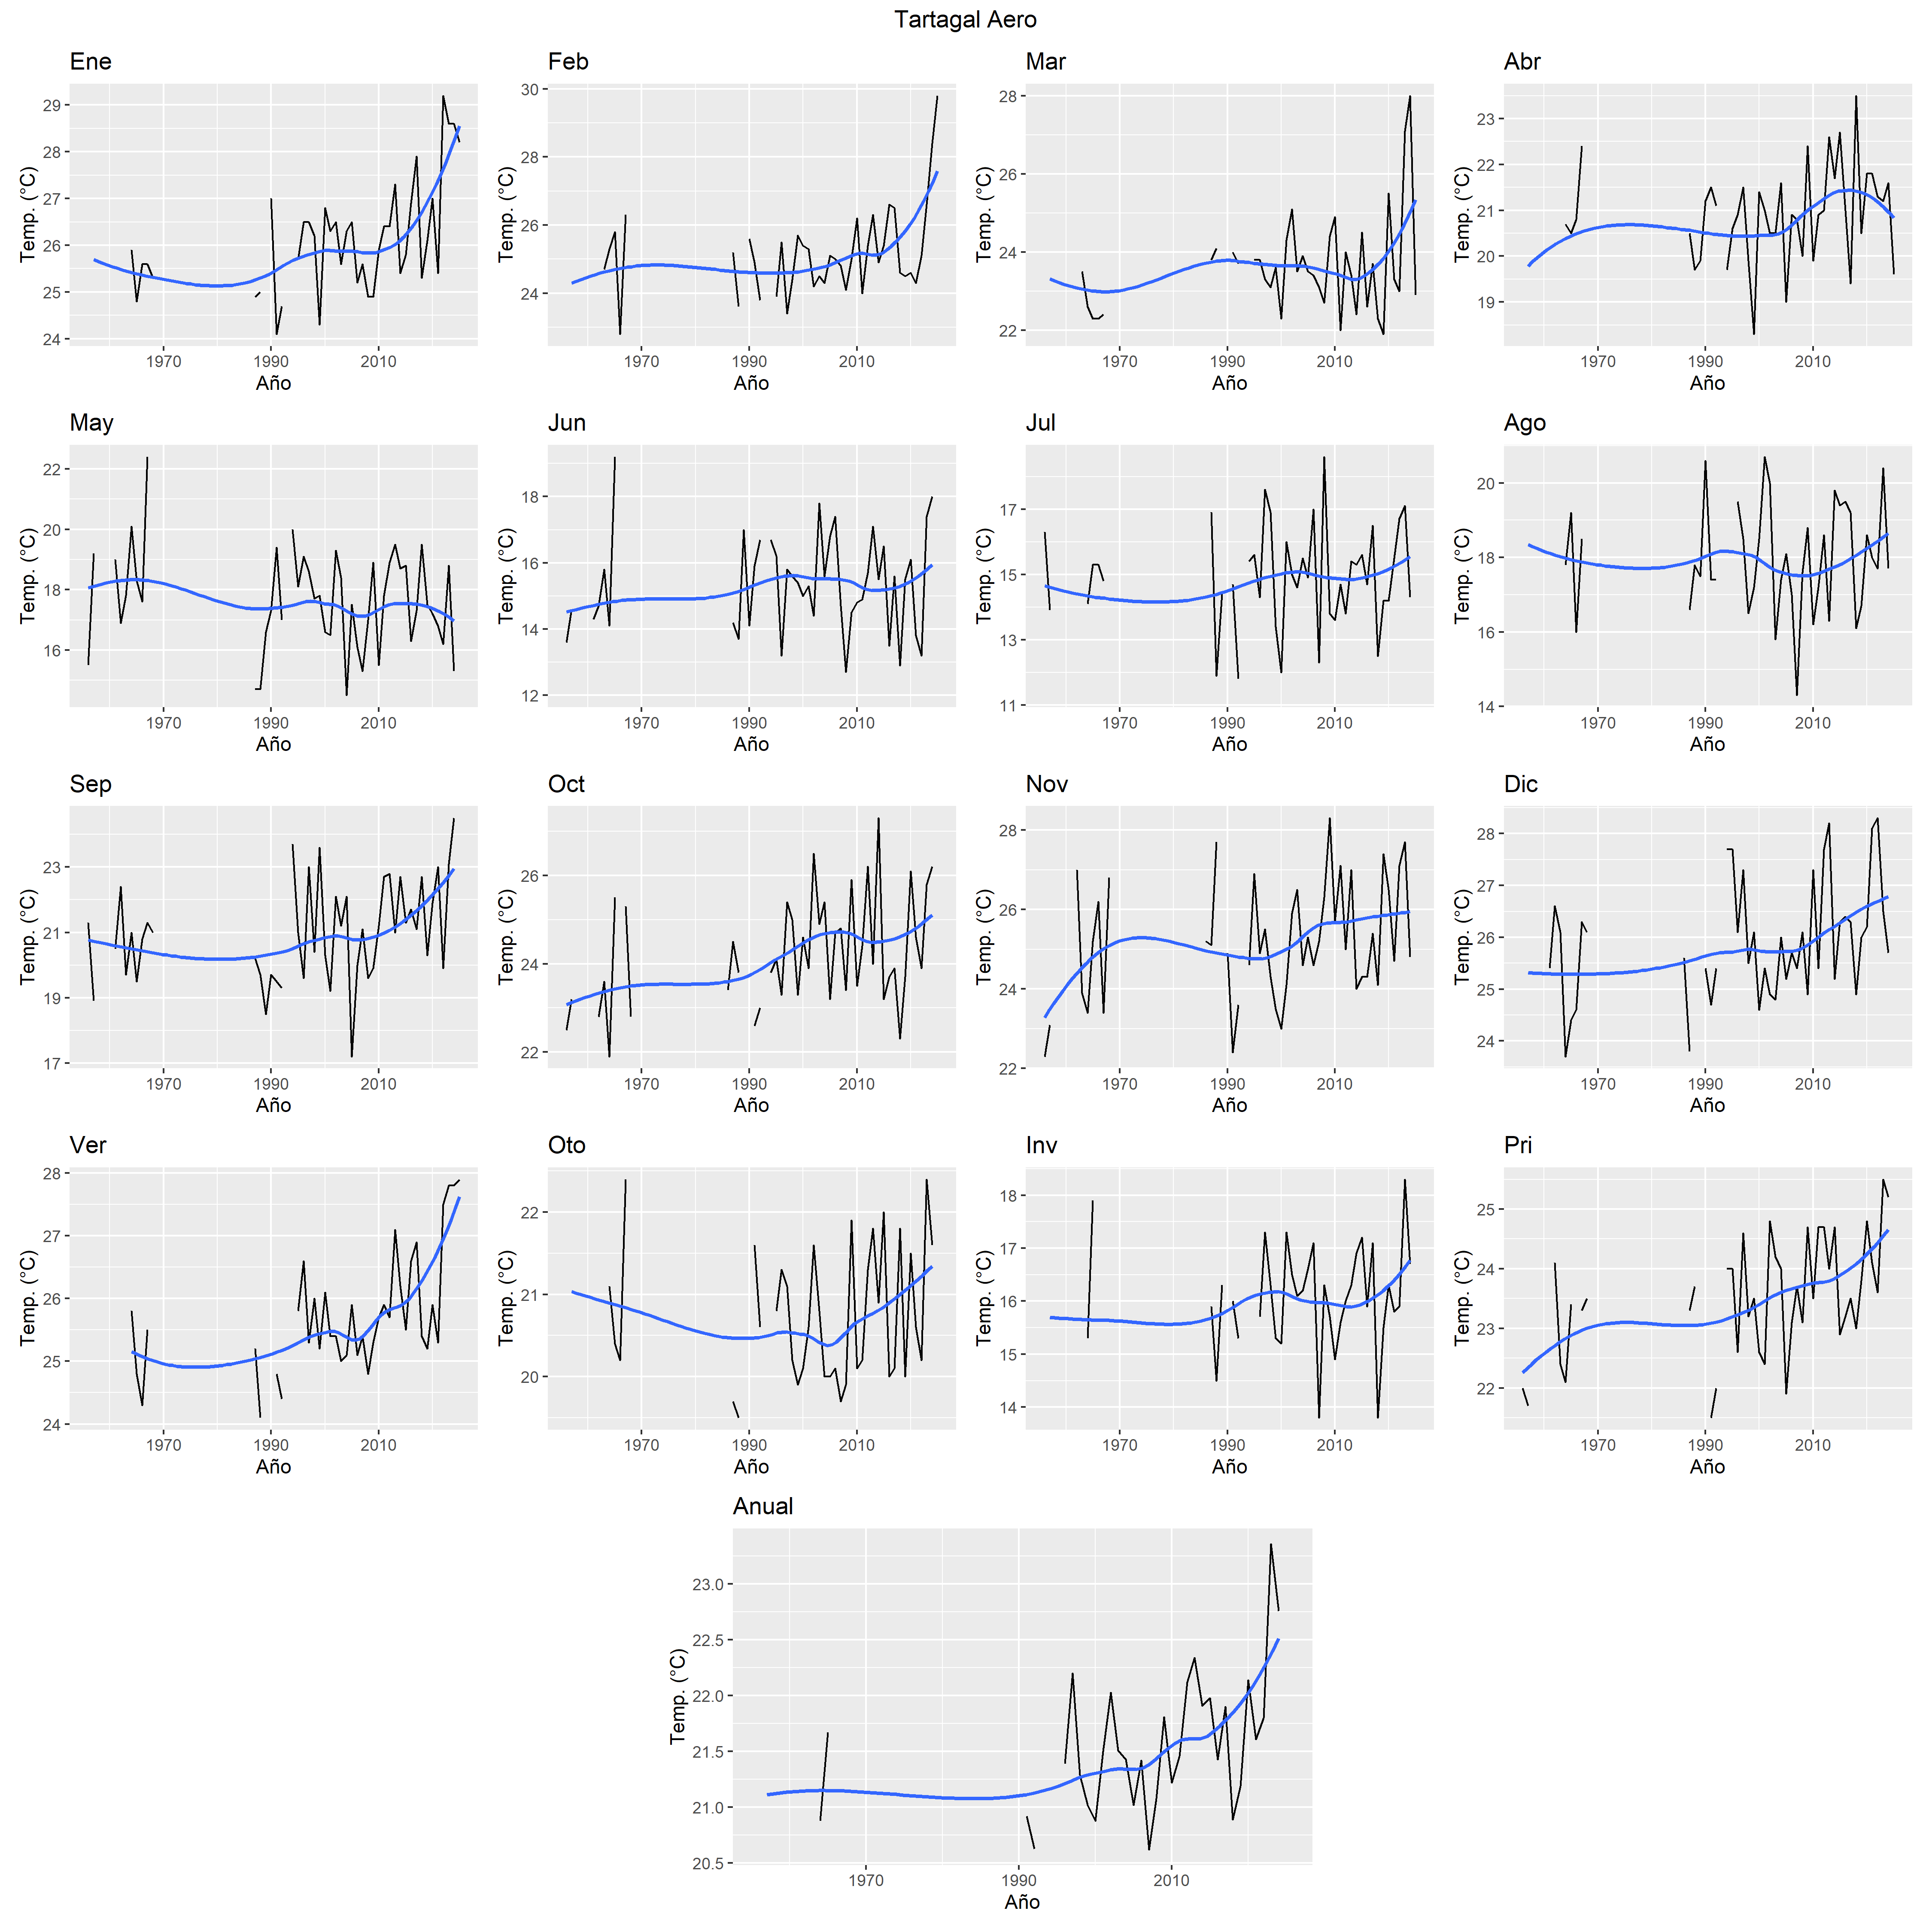 Tartagal Aero
Ene Feb Mar Abr
29
28
27
26
25
24
Temp. (°C)
1970 1990 2010
Año
30
28
26
24
Temp. (°C)
1970 1990 2010
Año
28
26
24
22
Temp. (°C)
1970 1990 2010
Año
23
22
21
20
19
Temp. (°C)
1970 1990 2010
Año
May Jun Jul Ago
22
20
18
16
Temp. (°C)
1970 1990 2010
Año
18
16
14
12
Temp. (°C)
1970 1990 2010
Año
17
15
13
11
Temp. (°C)
1970 1990 2010
Año
20
18
16
14
Temp. (°C)
1970 1990 2010
Año
Sep Oct Nov Dic
23
21
19
17
Temp. (°C)
1970 1990 2010
Año
26
24
22
Temp. (°C)
1970 1990 2010
Año
28
26
24
22
Temp. (°C)
1970 1990 2010
Año
28
27
26
25
24
Temp. (°C)
1970 1990 2010
Año
Ver Oto Inv Pri
28
27
26
25
24
Temp. (°C)
1970 1990 2010
Año
22
21
20
Temp. (°C)
1970 1990 2010
Año
18
17
16
15
14
Temp. (°C)
1970 1990 2010
Año
25
24
23
22
Temp. (°C)
1970 1990 2010
Año
Anual
23.0
22.5
22.0
21.5
21.0
20.5
Temp. (°C)
1970 1990 2010
Año